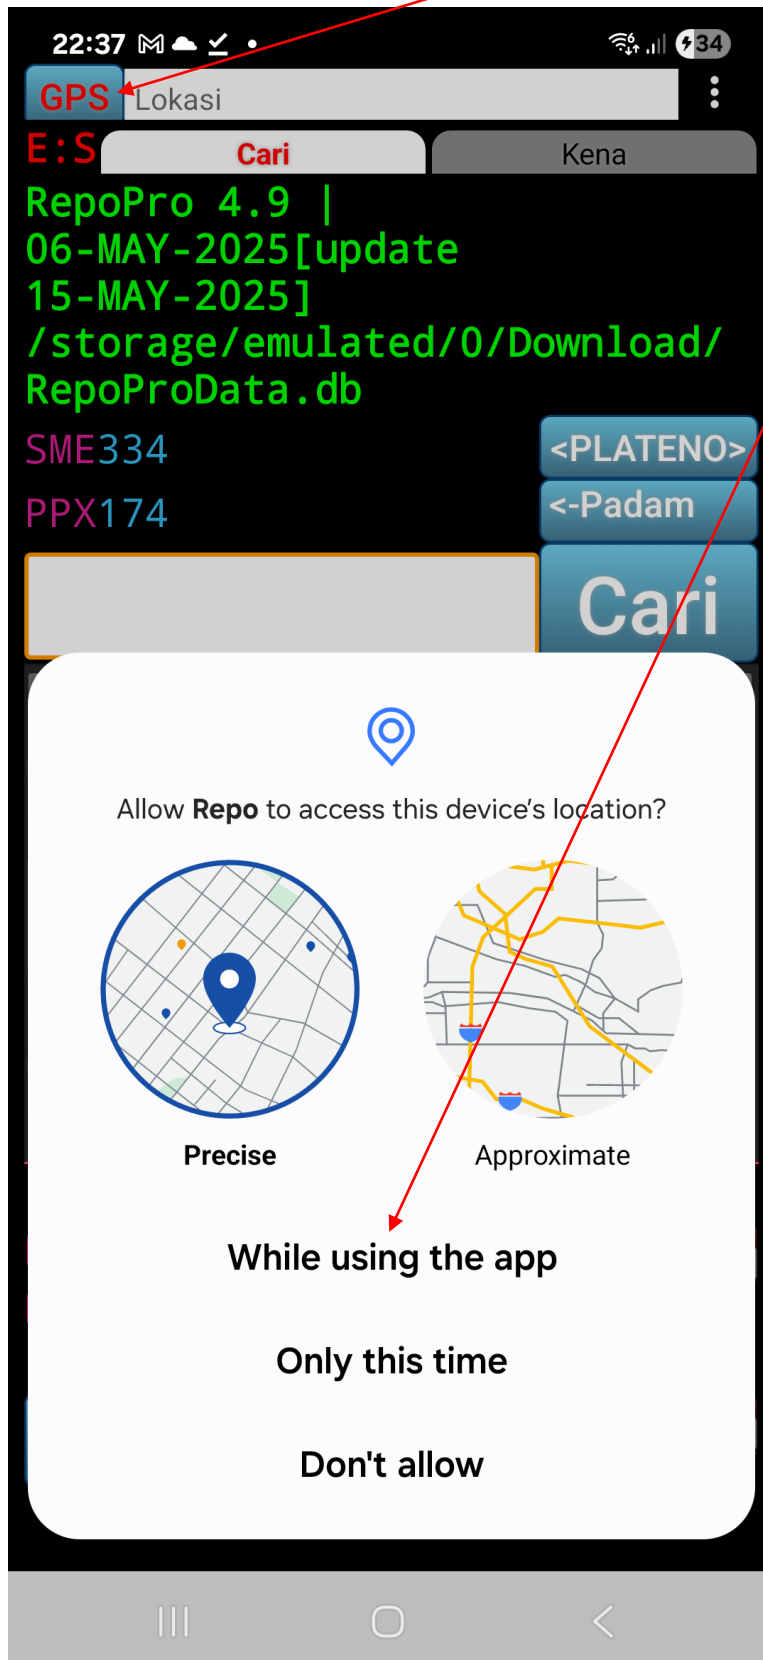 22:37
34
GPS Lokasi
E:S Cari Kena
RepoPro 4.9 |
06-MAY-2025[update
15-MAY-2025]
/storage/emulated/0/Download/
RepoProData.db
SME334 <PLATENO>
PPX174 <-Padam
Cari
Allow Repo to access this device's location?
Precise Approximate
While using the app
Only this time
Don't allow